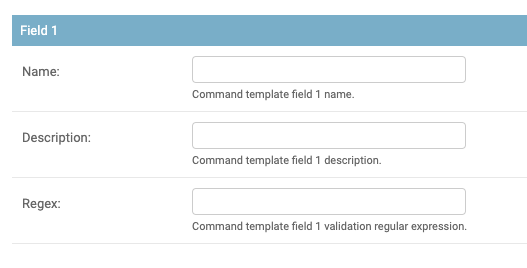 Field 1
Name:
Command template field 1 name.
Description:
Command template field 1 description.
Regex:
Command template field 1 validation regular expression.